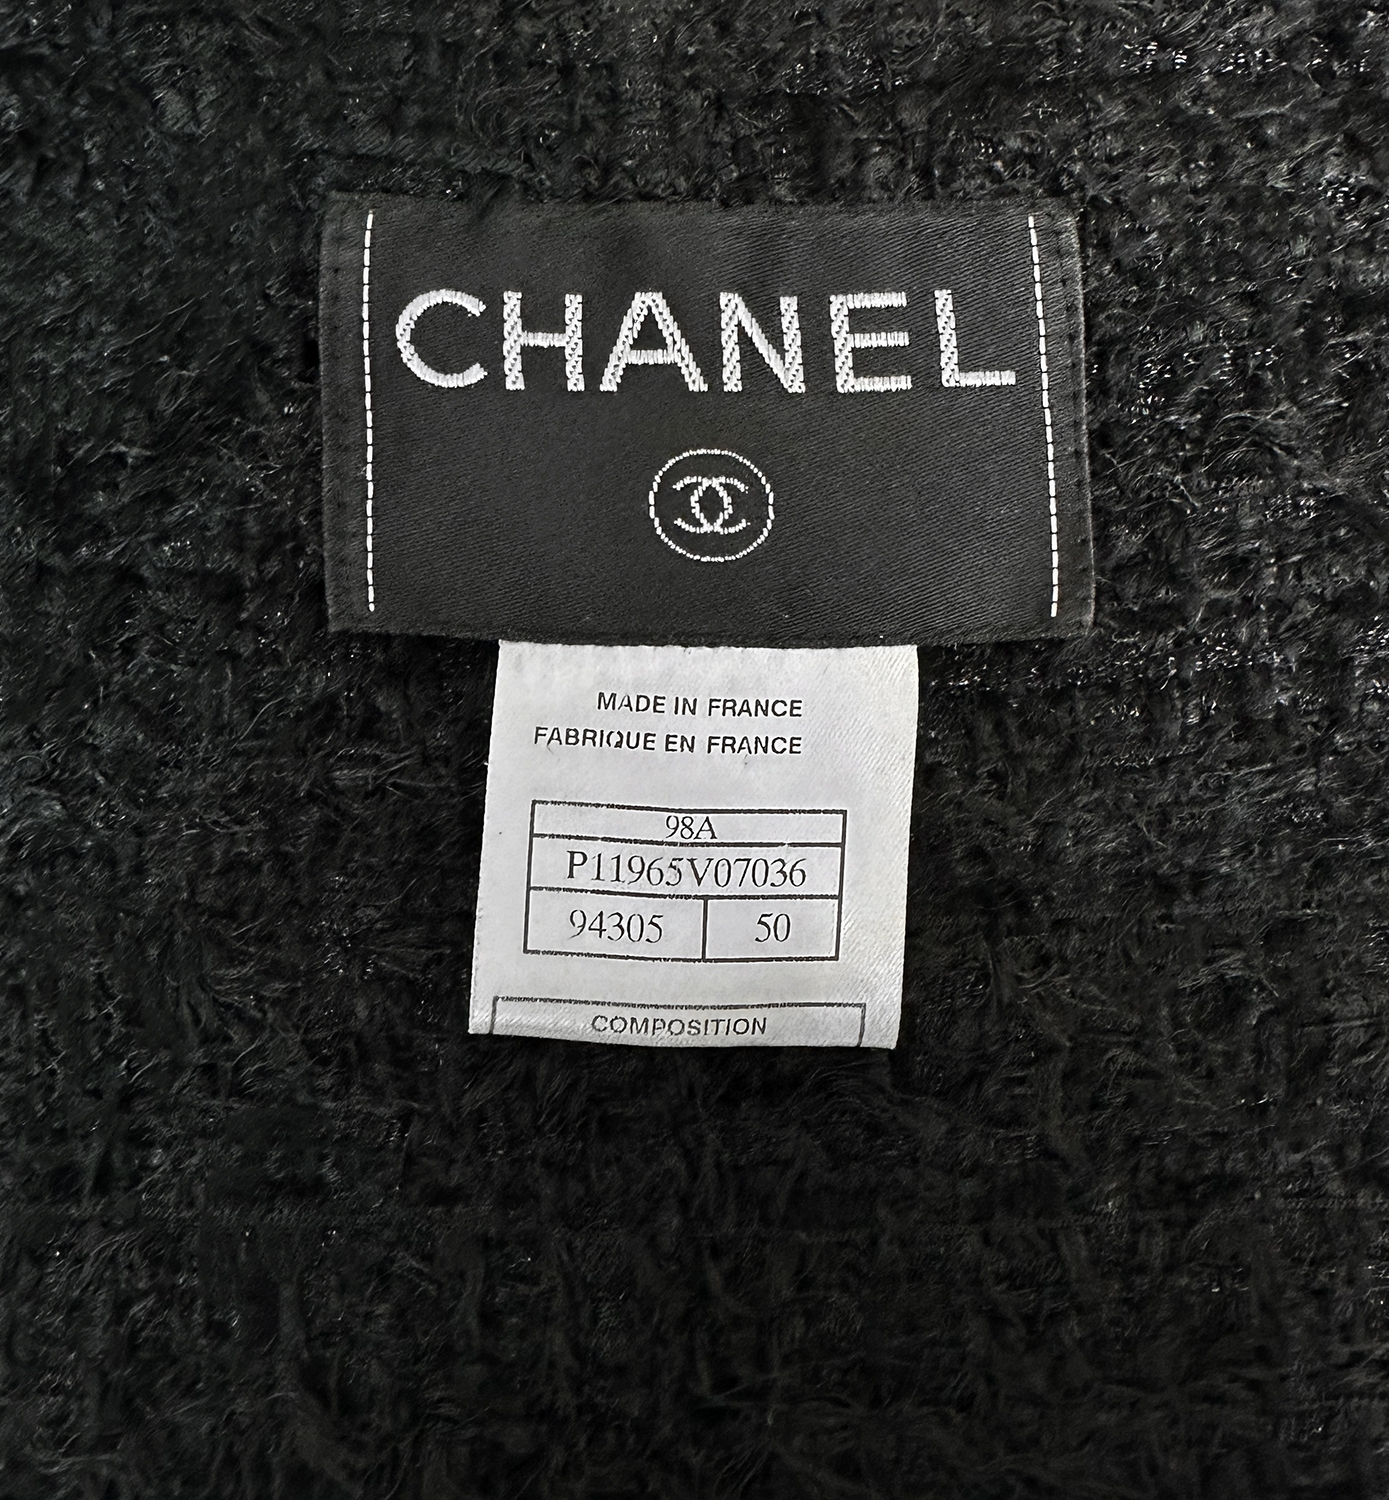 CHANEL
MADE IN FRANCE
FABRIQUE EN FRANCE
98A
P11965V07036
94305 50
COMPOSITION